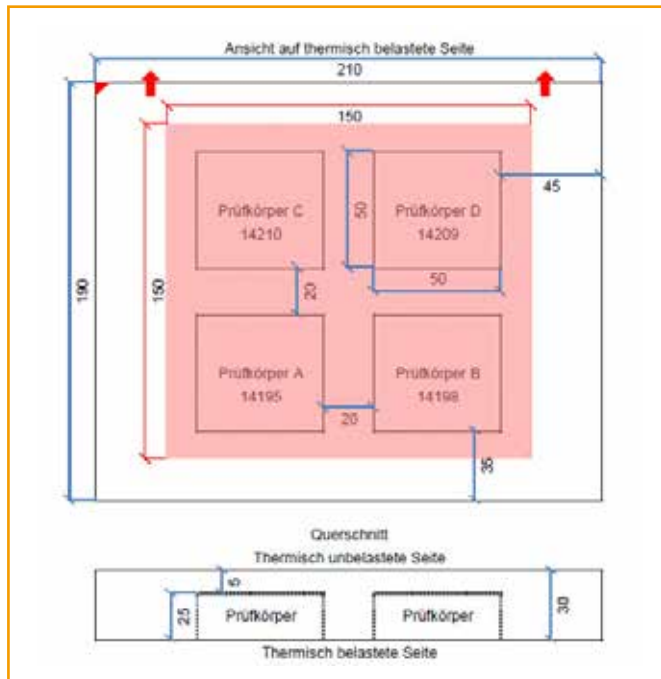 Ansicht auf thermisch belastete Seite
210
150
45
Prüfkörper C
14210
50
Prüfkörper D
14209
50
190
150
20
Prüfkörper A
14195
Prüfkörper B
14198
20
35
Querschnitt
Thermisch unbelastete Seite
5
25
Prüfkörper
Prüfkörper
30
Thermisch belastete Seite